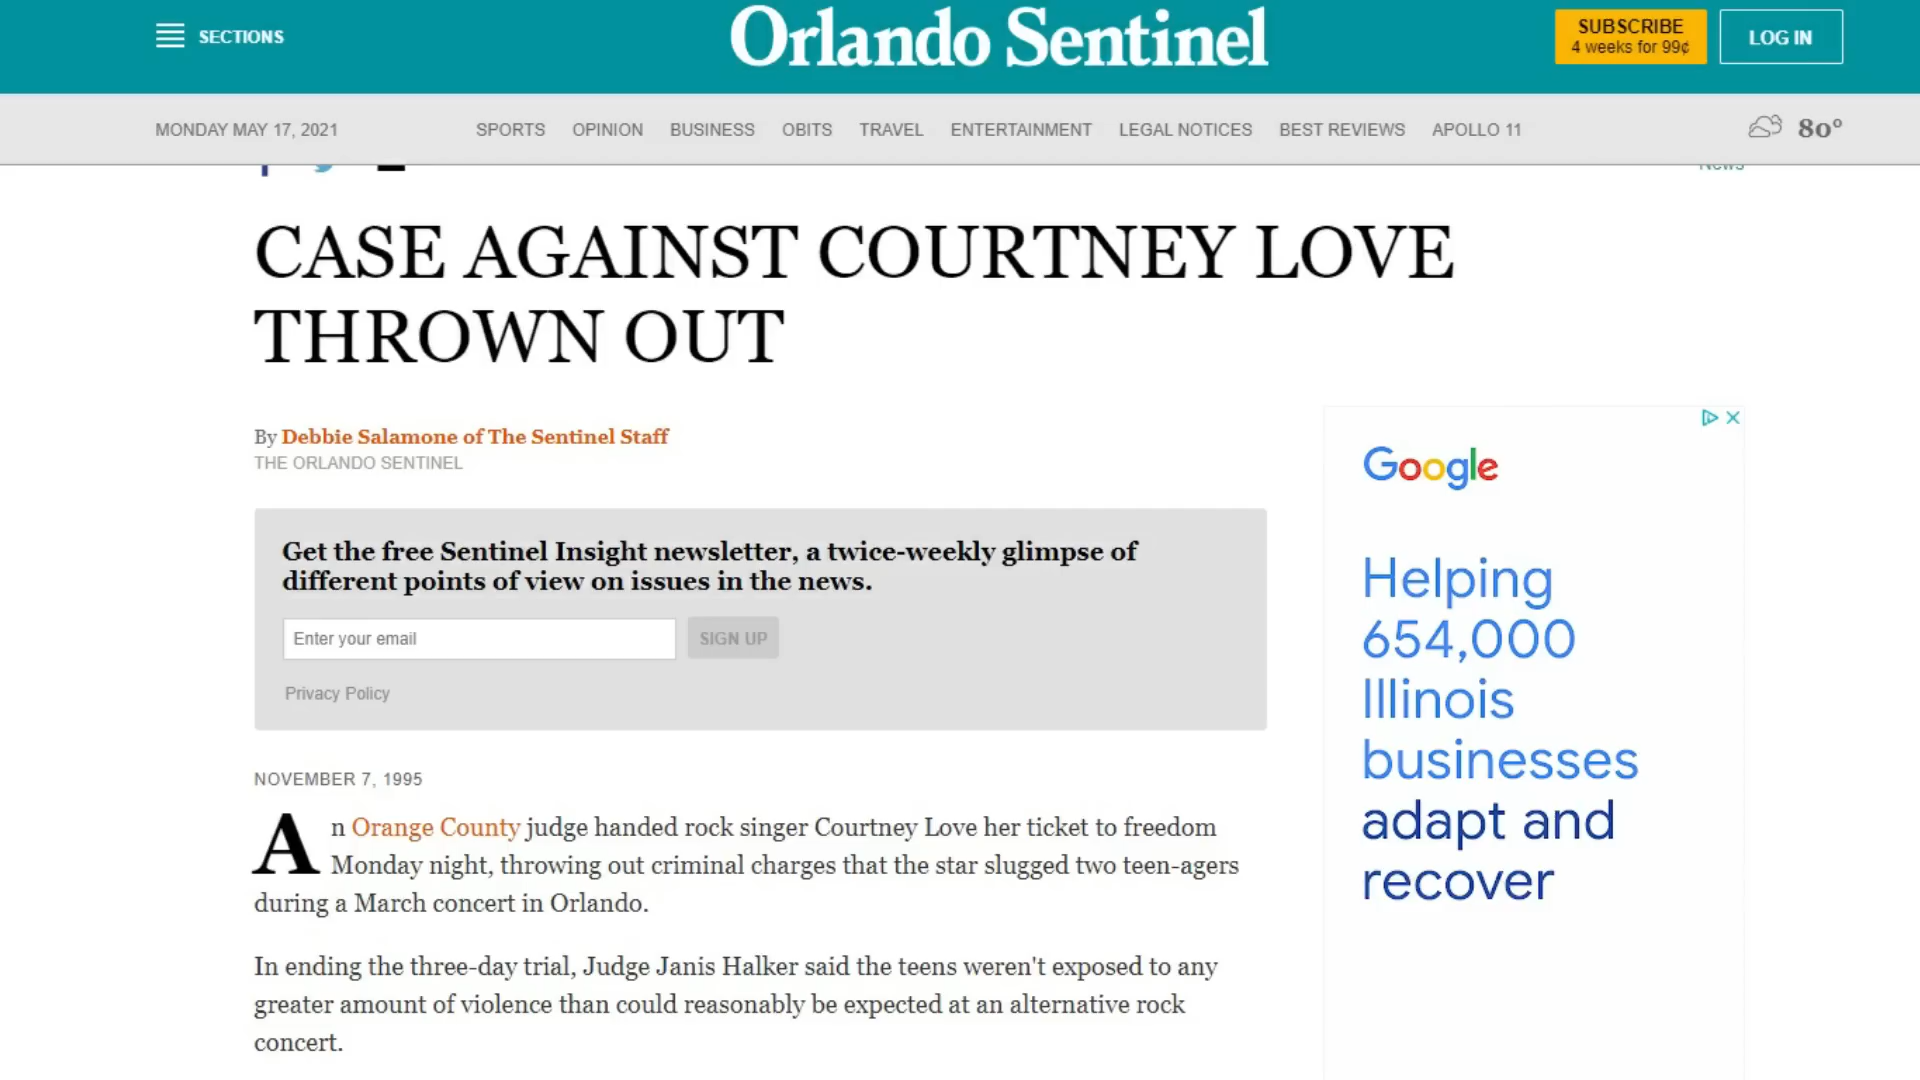 SECTIONS
Orlando Sentinel
SUBSCRIBE
4 weeks for 99¢
LOG IN
MONDAY MAY 17, 2021
SPORTS OPINION BUSINESS OBITS TRAVEL ENTERTAINMENT LEGAL NOTICES BEST REVIEWS APOLLO 11
80°
News
CASE AGAINST COURTNEY LOVE
THROWN OUT
By Debbie Salamone of The Sentinel Staff
THE ORLANDO SENTINEL
Get the free Sentinel Insight newsletter, a twice-weekly glimpse of
different points of view on issues in the news.
Enter your email
SIGN UP
Privacy Policy
NOVEMBER 7, 1995
An Orange County judge handed rock singer Courtney Love her ticket to freedom
Monday night, throwing out criminal charges that the star slugged two teen-agers
during a March concert in Orlando.
In ending the three-day trial, Judge Janis Halker said the teens weren't exposed to any
greater amount of violence than could reasonably be expected at an alternative rock
concert.
Google
Helping
654,000
Illinois
businesses
adapt and
recover